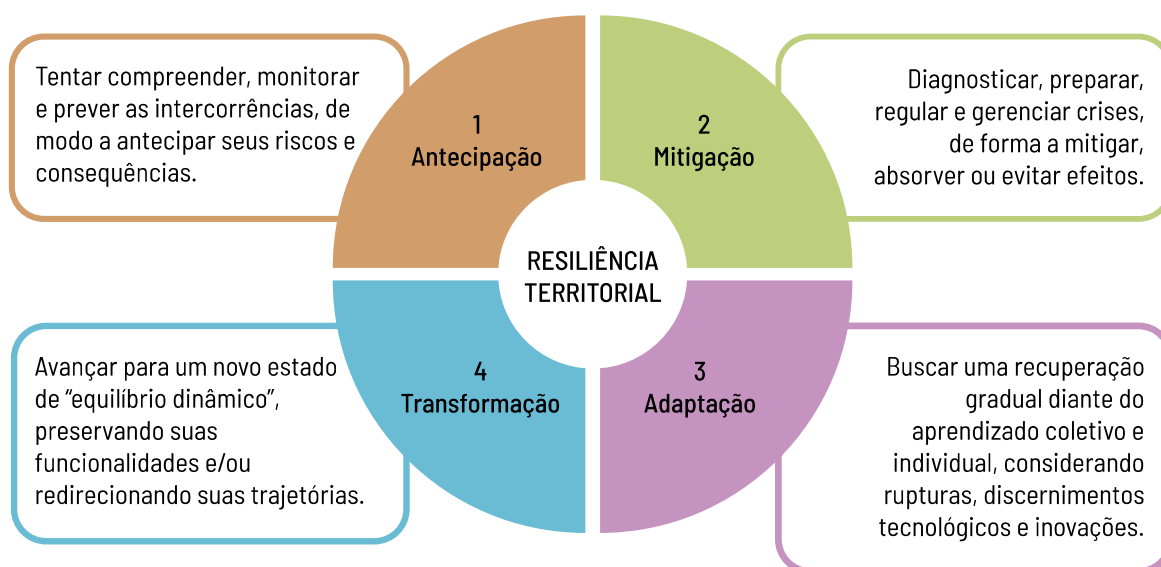 Tentar compreender, monitorar
e prever as intercorrências, de
modo a antecipar seus riscos e
consequências.
1
Antecipação
2
Mitigação
Diagnosticar, preparar,
regular e gerenciar crises,
de forma a mitigar,
absorver ou evitar efeitos.
RESILIÊNCIA
TERRITORIAL
Avançar para um novo estado
de “equilíbrio dinâmico”,
preservando suas
funcionalidades e/ou
redirecionando suas trajetórias.
4
Transformação
3
Adaptação
Buscar uma recuperação
gradual diante do
aprendizado coletivo e
individual, considerando
rupturas, discernimentos
tecnológicos e inovações.